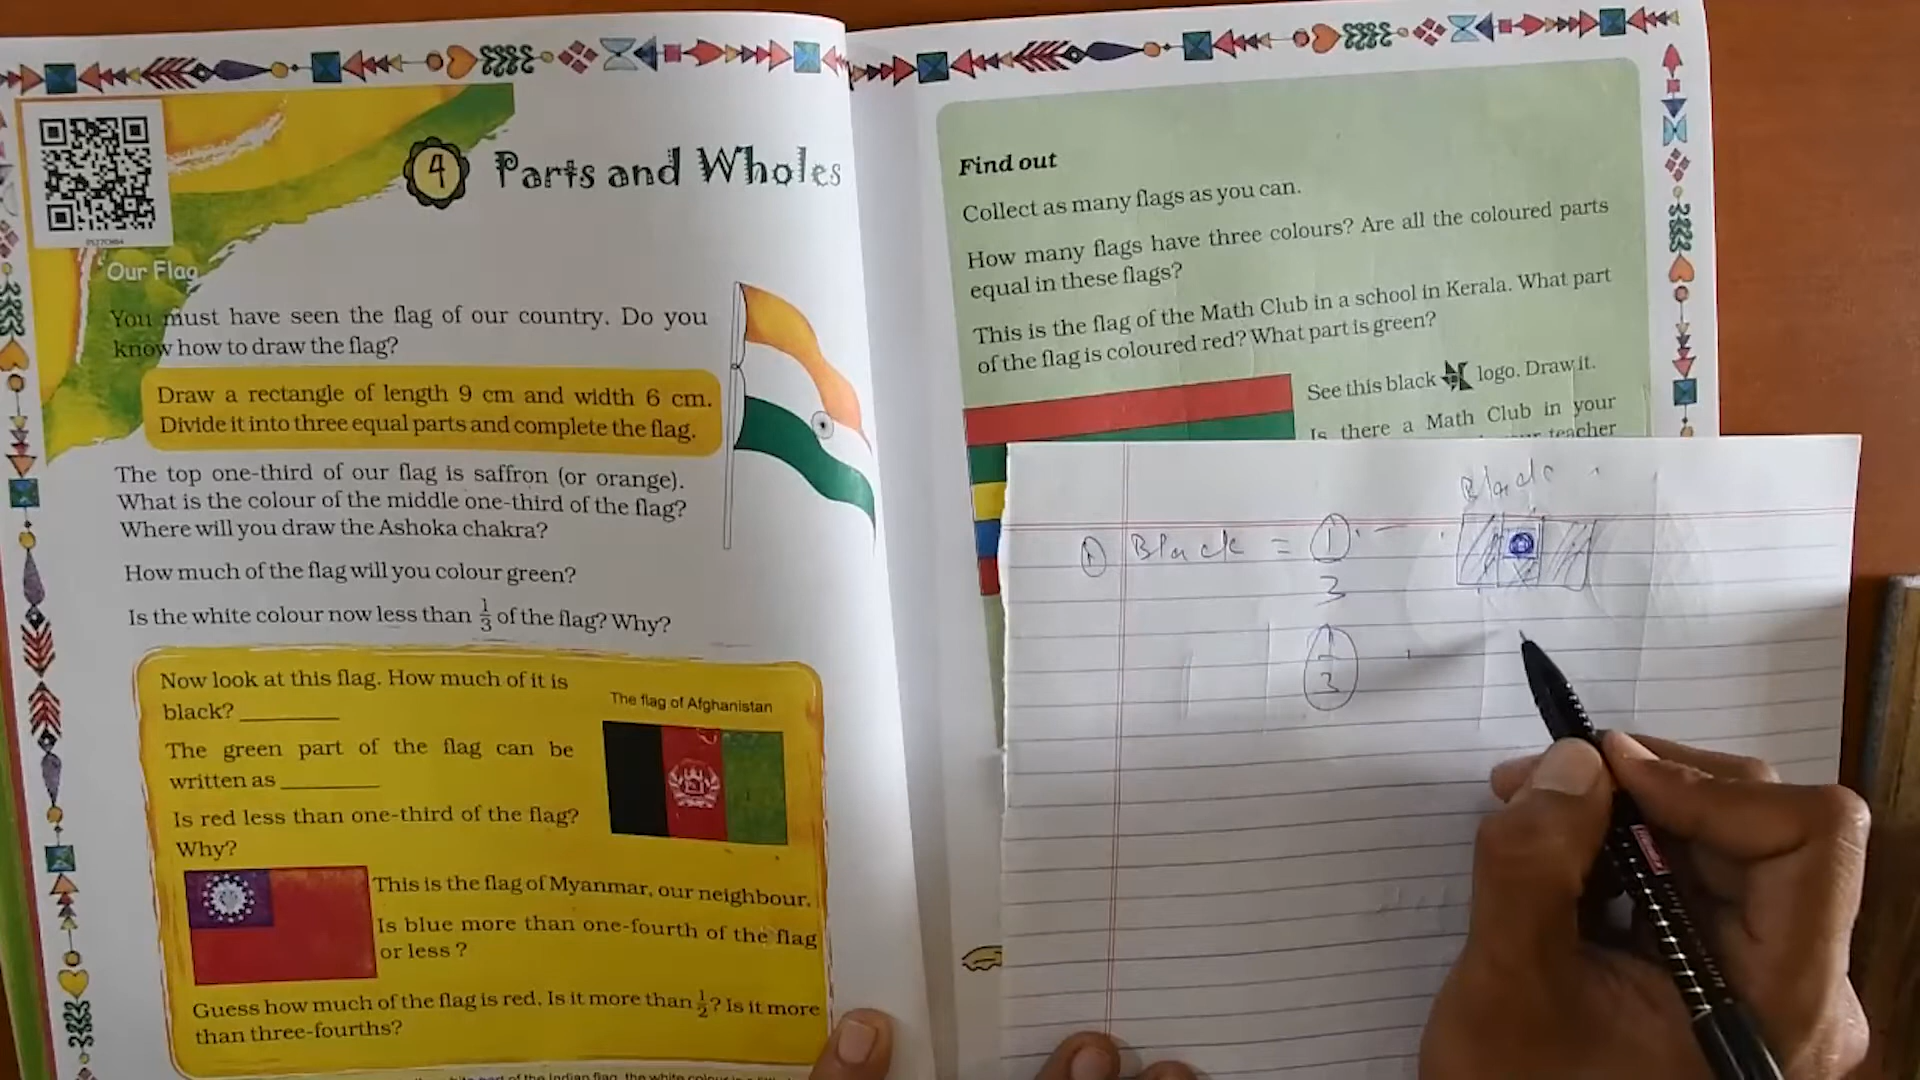 4 Parts and Wholes
Our Flag
You must have seen the flag of our country. Do you
know how to draw the flag?
Draw a rectangle of length 9 cm and width 6 cm.
Divide it into three equal parts and complete the flag.
The top one-third of our flag is saffron (or orange).
What is the colour of the middle one-third of the flag?
Where will you draw the Ashoka chakra?
How much of the flag will you colour green?
Is the white colour now less than 1/3 of the flag? Why?
Now look at this flag. How much of it is
black? ________
The flag of Afghanistan
The green part of the flag can be
written as ________
Is red less than one-third of the flag?
Why?
This is the flag of Myanmar, our neighbour.
Is blue more than one-fourth of the flag
or less ?
Guess how much of the flag is red. Is it more than 1/2? Is it more
than three-fourths?
Find out
Collect as many flags as you can.
How many flags have three colours? Are all the coloured parts
equal in these flags?
This is the flag of the Math Club in a school in Kerala. What part
of the flag is coloured red? What part is green?
See this black logo. Draw it.
Is there a Math Club in your
teacher
Black
Black = 1
3
1
3